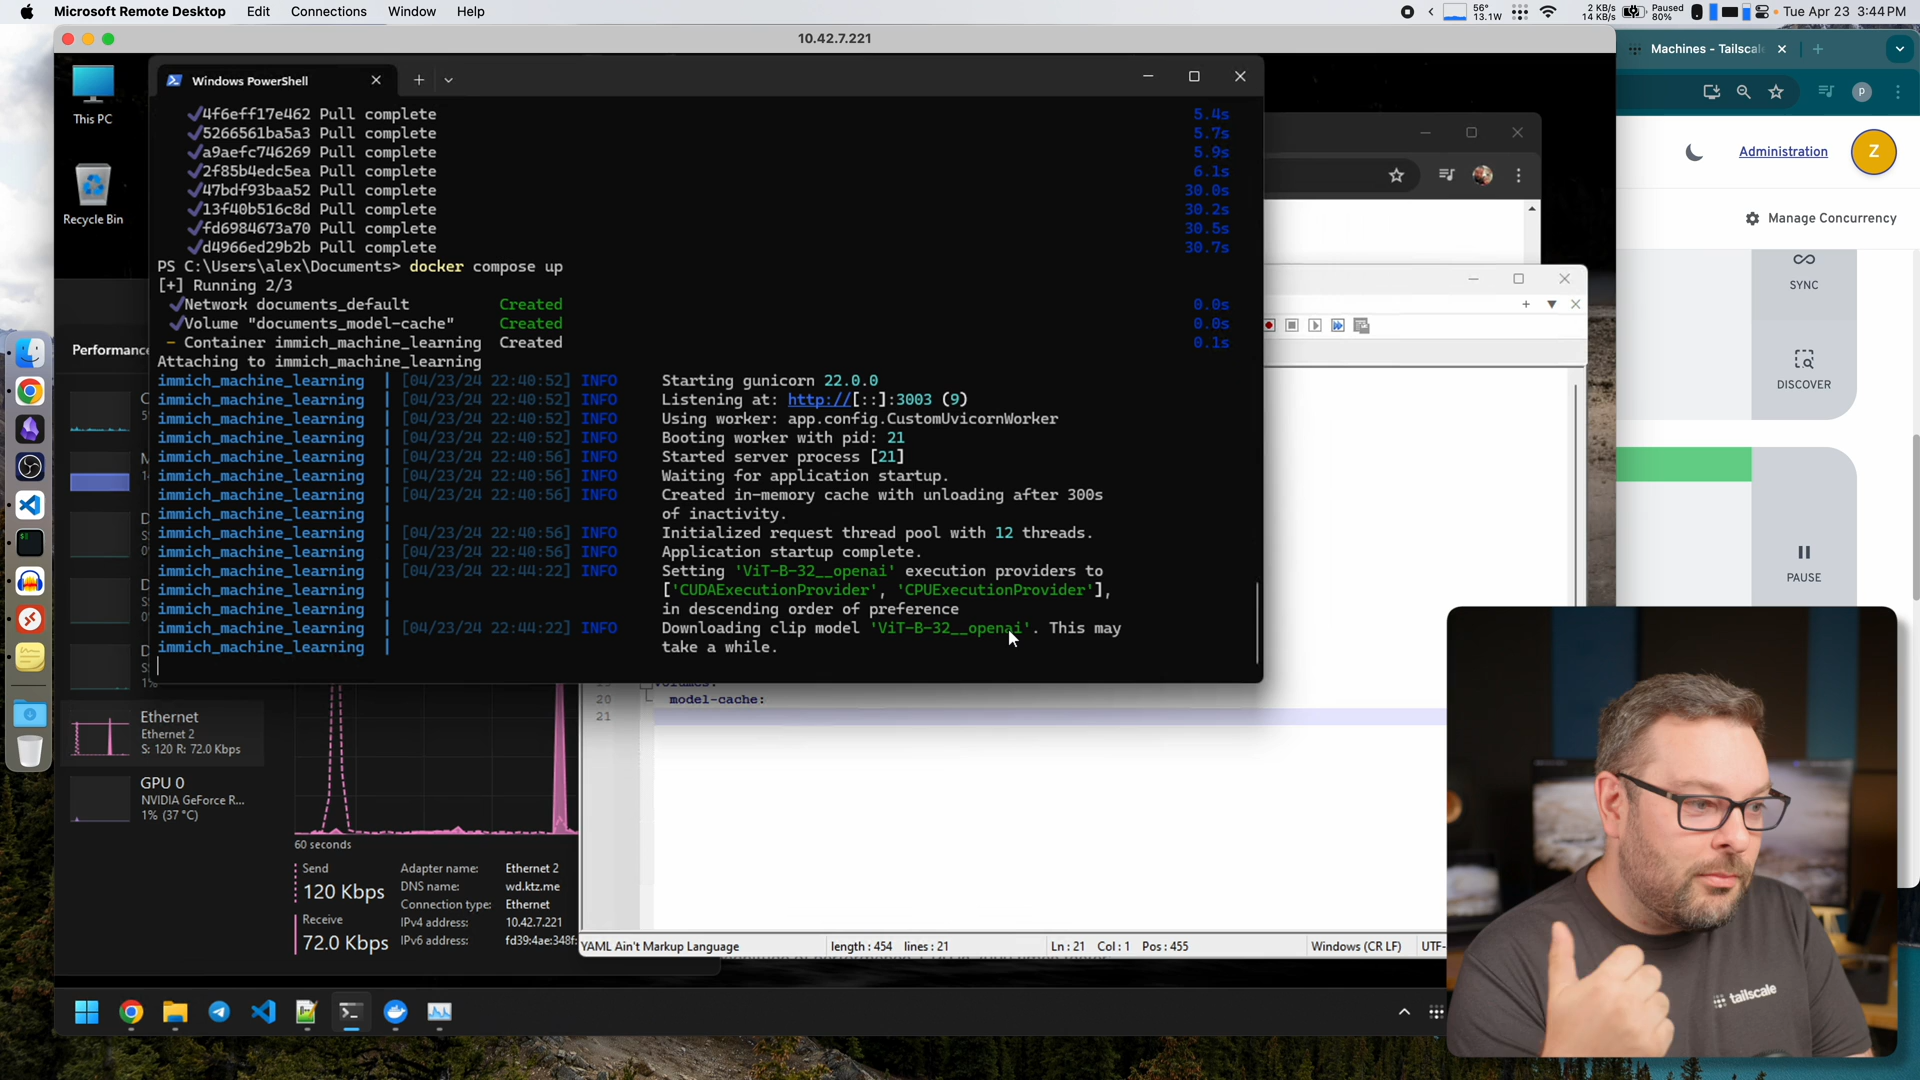 Microsoft Remote Desktop Edit Connections Window Help
56°
13.1W
2 KB/s
14 KB/s
Paused
80%
Tue Apr 23 3:44 PM
10.42.7.221
Machines - Tailscal
This PC
Recycle Bin
Windows PowerShell
4f6eff17e462 Pull complete 5.4s
5266561ba5a3 Pull complete 5.7s
a9aefc746269 Pull complete 5.9s
2f85b4edc5ea Pull complete 6.1s
47bdf93baa52 Pull complete 30.0s
13f40b516c8d Pull complete 30.2s
fd6984673a70 Pull complete 30.5s
d4966ed29b2b Pull complete 30.7s
PS C:\Users\alex\Documents> docker compose up
[+] Running 2/3
Network documents_default Created 0.0s
Volume "documents_model-cache" Created 0.0s
- Container immich_machine_learning Created 0.1s
Attaching to immich_machine_learning
immich_machine_learning | [04/23/24 22:40:52] INFO Starting gunicorn 22.0.0
immich_machine_learning | [04/23/24 22:40:52] INFO Listening at: http://[::]:3003 (9)
immich_machine_learning | [04/23/24 22:40:52] INFO Using worker: app.config.CustomUvicornWorker
immich_machine_learning | [04/23/24 22:40:52] INFO Booting worker with pid: 21
immich_machine_learning | [04/23/24 22:40:56] INFO Started server process [21]
immich_machine_learning | [04/23/24 22:40:56] INFO Waiting for application startup.
immich_machine_learning | [04/23/24 22:40:56] INFO Created in-memory cache with unloading after 300s
immich_machine_learning | of inactivity.
immich_machine_learning | [04/23/24 22:40:56] INFO Initialized request thread pool with 12 threads.
immich_machine_learning | [04/23/24 22:40:56] INFO Application startup complete.
immich_machine_learning | [04/23/24 22:44:22] INFO Setting 'ViT-B-32__openai' execution providers to
immich_machine_learning | ['CUDAExecutionProvider', 'CPUExecutionProvider'],
immich_machine_learning | in descending order of preference
immich_machine_learning | [04/23/24 22:44:22] INFO Downloading clip model 'ViT-B-32__openai'. This may
immich_machine_learning | take a while.
p
Administration
Z
Manage Concurrency
SYNC
DISCOVER
PAUSE
Performance
1%
Ethernet
Ethernet 2
S: 120 R: 72.0 Kbps
GPU 0
NVIDIA GeForce R...
1% (37 °C)
60 seconds
Send
120 Kbps
Receive
72.0 Kbps
Adapter name: Ethernet 2
DNS name: wd.ktz.me
Connection type: Ethernet
IPv4 address: 10.42.7.221
IPv6 address: fd39:4ae:348f:
20 model-cache:
21
YAML Ain't Markup Language
length : 454 lines : 21
Ln : 21 Col : 1 Pos : 455
Windows (CR LF)
UTF-
tailscale